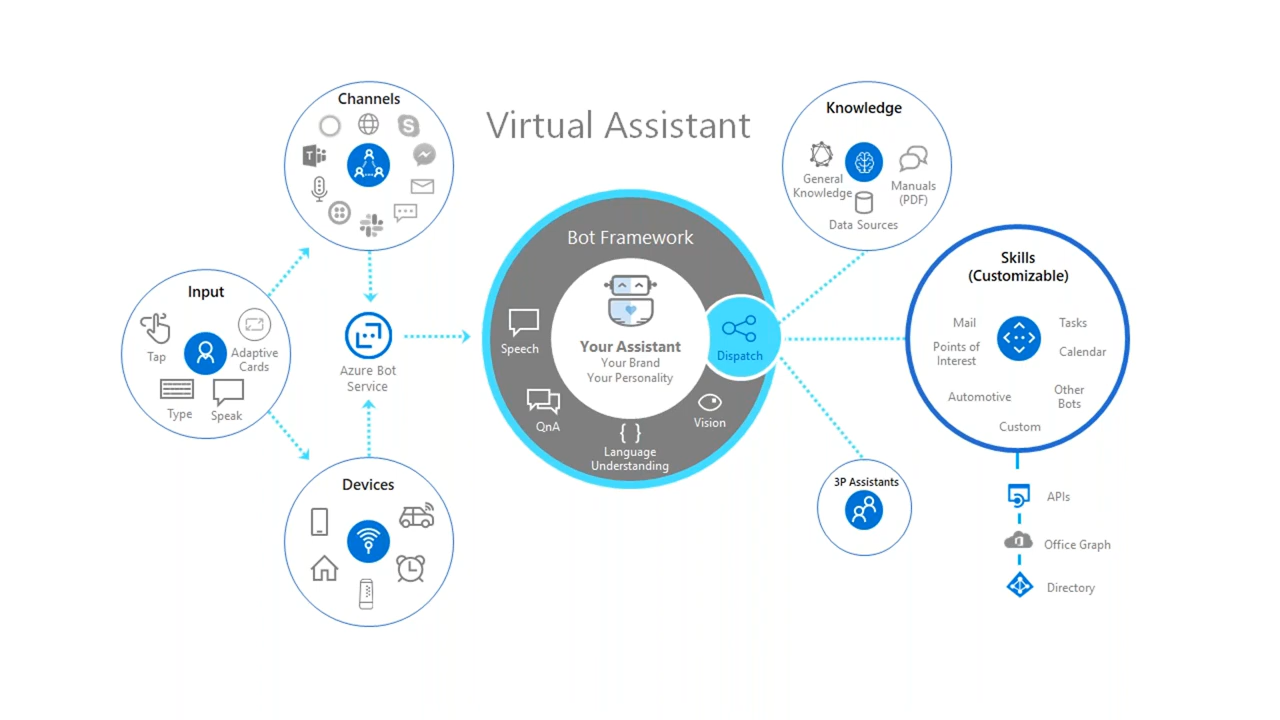 Virtual Assistant
Channels
S
T
Input
Tap
Adaptive
Cards
Type
Speak
Azure Bot
Service
Devices
Bot Framework
Speech
QnA
{ }
Language
Understanding
Vision
Your Assistant
Your Brand
Your Personality
Dispatch
Knowledge
General
Knowledge
Manuals
(PDF)
Data Sources
Skills
(Customizable)
Mail
Tasks
Points of
Interest
Calendar
Automotive
Other
Bots
Custom
3P Assistants
APIs
Office Graph
Directory